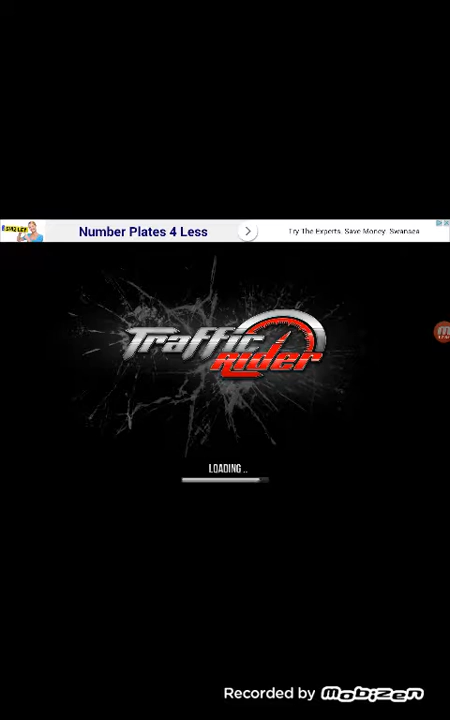 Number Plates 4 Less
Try The Experts. Save Money. Swansea
Traffic
Rider
LOADING..
Recorded by Mobizen